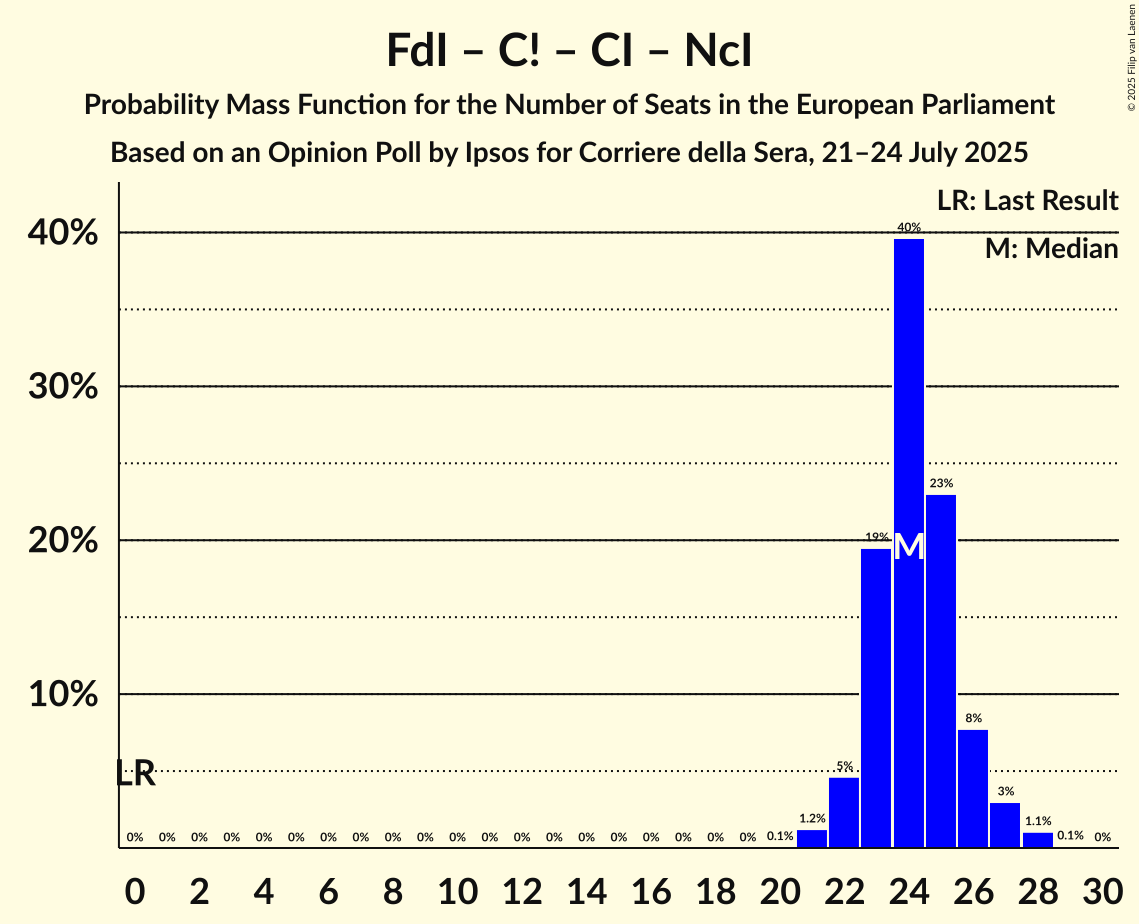 FdI – C! – CI – NcI
Probability Mass Function for the Number of Seats in the European Parliament
Based on an Opinion Poll by Ipsos for Corriere della Sera, 21–24 July 2025
© 2025 Filip van Laenen
LR: Last Result
M: Median
40%
30%
20%
10%
LR
M
0% 0% 0% 0% 0% 0% 0% 0% 0% 0% 0% 0% 0% 0% 0% 0% 0% 0% 0% 0% 0.1% 1.2% 5% 19% 40% 23% 8% 3% 1.1% 0.1% 0%
0 2 4 6 8 10 12 14 16 18 20 22 24 26 28 30